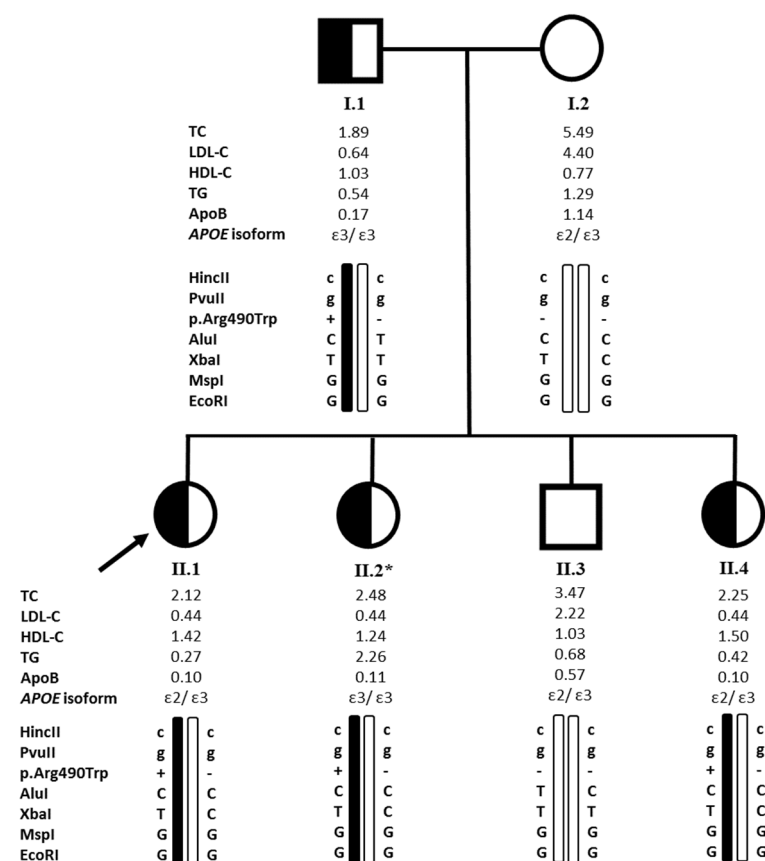 I.1 I.2
TC 1.89 5.49
LDL-C 0.64 4.40
HDL-C 1.03 0.77
TG 0.54 1.29
ApoB 0.17 1.14
APOE isoform ε3/ ε3 ε2/ ε3
HincII c c c c
PvuII g g g g
p.Arg490Trp + - - -
AluI C T C C
XbaI T T T C
MspI G G G G
EcoRI G G G G
II.1 II.2* II.3 II.4
TC 2.12 2.48 3.47 2.25
LDL-C 0.44 0.44 2.22 0.44
HDL-C 1.42 1.24 1.03 1.50
TG 0.27 2.26 0.68 0.42
ApoB 0.10 0.11 0.57 0.10
APOE isoform ε2/ ε3 ε3/ ε3 ε2/ ε3 ε2/ ε3
HincII c c c c c c c c
PvuII g g g g g g g g
p.Arg490Trp + - + - - - + -
AluI C C C C T C C C
XbaI T C T C T T T C
MspI G G G G G G G G
EcoRI G G G G G G G G